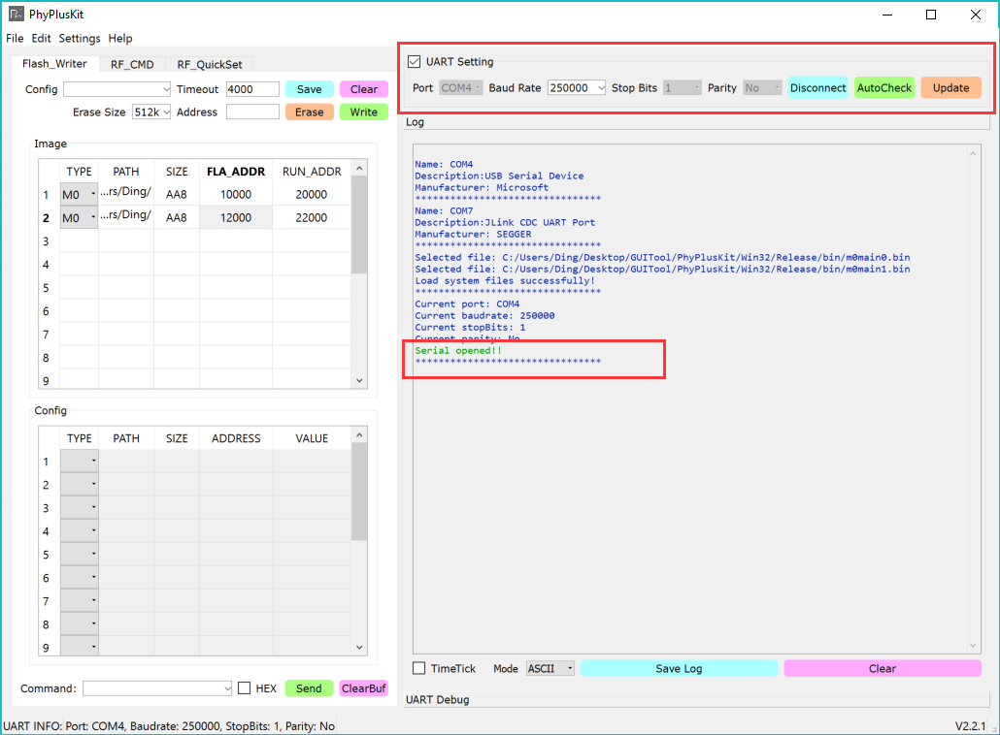 PhyPlusKit
File Edit Settings Help
Flash_Writer RF_CMD RF_QuickSet
Config Timeout 4000 Save Clear
Erase Size 512k Address Erase Write
Image
TYPE PATH SIZE FLA_ADDR RUN_ADDR
1 M0 ...rs/Ding/ AA8 10000 20000
2 M0 ...rs/Ding/ AA8 12000 22000
3
4
5
6
7
8
9
Config
TYPE PATH SIZE ADDRESS VALUE
1
2
3
4
5
6
7
8
9
Command: HEX Send ClearBuf
UART Setting
Port COM4 Baud Rate 250000 Stop Bits 1 Parity No Disconnect AutoCheck Update
Log
Name: COM4
Description:USB Serial Device
Manufacturer: Microsoft
********************************
Name: COM7
Description:JLink CDC UART Port
Manufacturer: SEGGER
********************************
Selected file: C:/Users/Ding/Desktop/GUITool/PhyPlusKit/Win32/Release/bin/m0main0.bin
Selected file: C:/Users/Ding/Desktop/GUITool/PhyPlusKit/Win32/Release/bin/m0main1.bin
Load system files successfully!
********************************
Current port: COM4
Current baudrate: 250000
Current stopBits: 1
Current parity: No
Serial opened!!
********************************
TimeTick Mode ASCII Save Log Clear
UART Debug
UART INFO: Port: COM4, Baudrate: 250000, StopBits: 1, Parity: No
V2.2.1